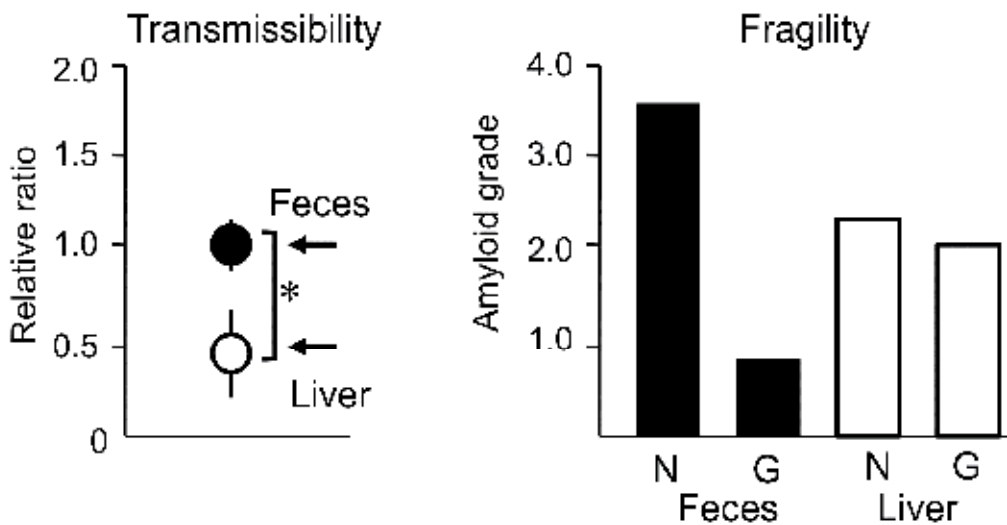 Transmissibility
Relative ratio
2.0
1.5
1.0
0.5
0
Feces
*
Liver
Fragility
Amyloid grade
4.0
3.0
2.0
1.0
N G N G
Feces Liver